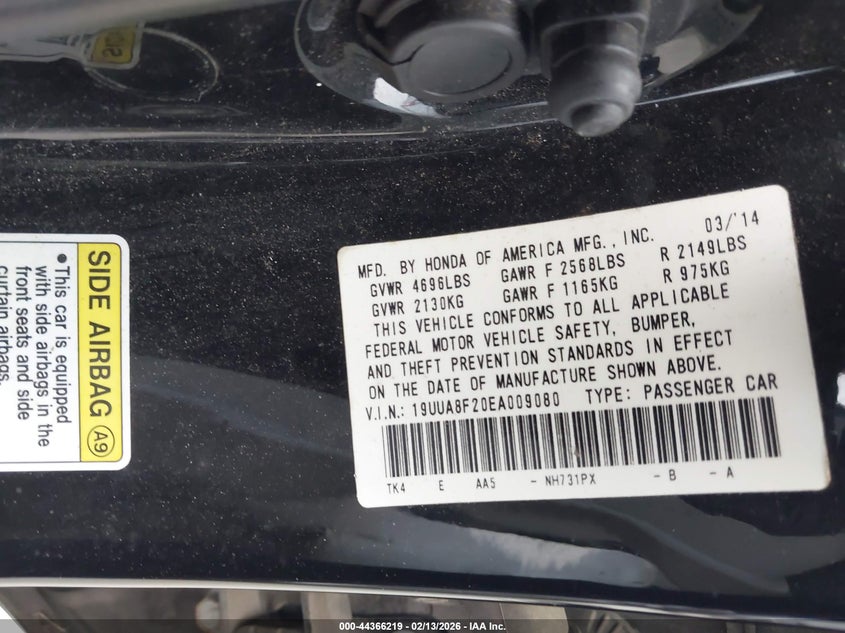 03/'14
MFD. BY HONDA OF AMERICA MFG., INC.
GVWR 4696LBS GAWR F 2568LBS R 2149LBS
GVWR 2130KG GAWR F 1165KG R 975KG
THIS VEHICLE CONFORMS TO ALL APPLICABLE
FEDERAL MOTOR VEHICLE SAFETY, BUMPER,
AND THEFT PREVENTION STANDARDS IN EFFECT
ON THE DATE OF MANUFACTURE SHOWN ABOVE.
V.I.N.: 19UUA8F20EA009080 TYPE: PASSENGER CAR
TK4 E AA5 - NH731PX - B - A
SIDE AIRBAG A9
•This car is equipped
with side airbags in the
front seats and side
curtain airbags.
000-44366219 - 02/13/2026 - IAA Inc.